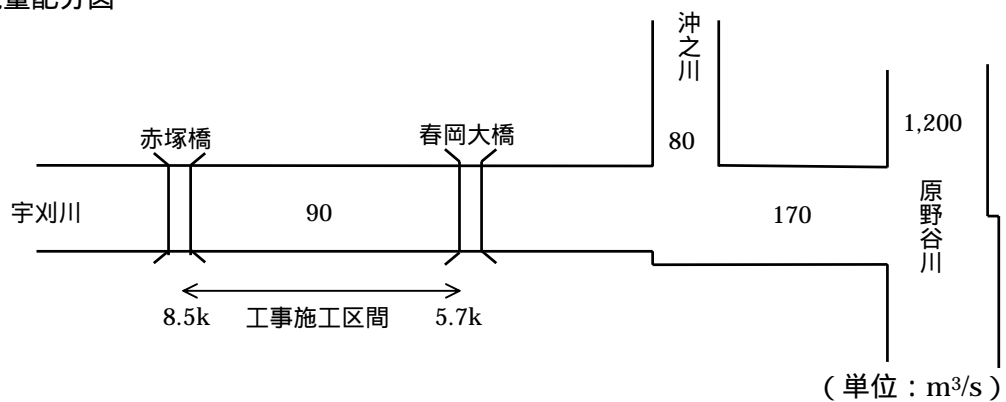 量配分図
沖之川
赤塚橋
春岡大橋
80
1,200
宇刈川
90
170
原野谷川
8.5k
工事施工区間
5.7k
(単位:m³/s)